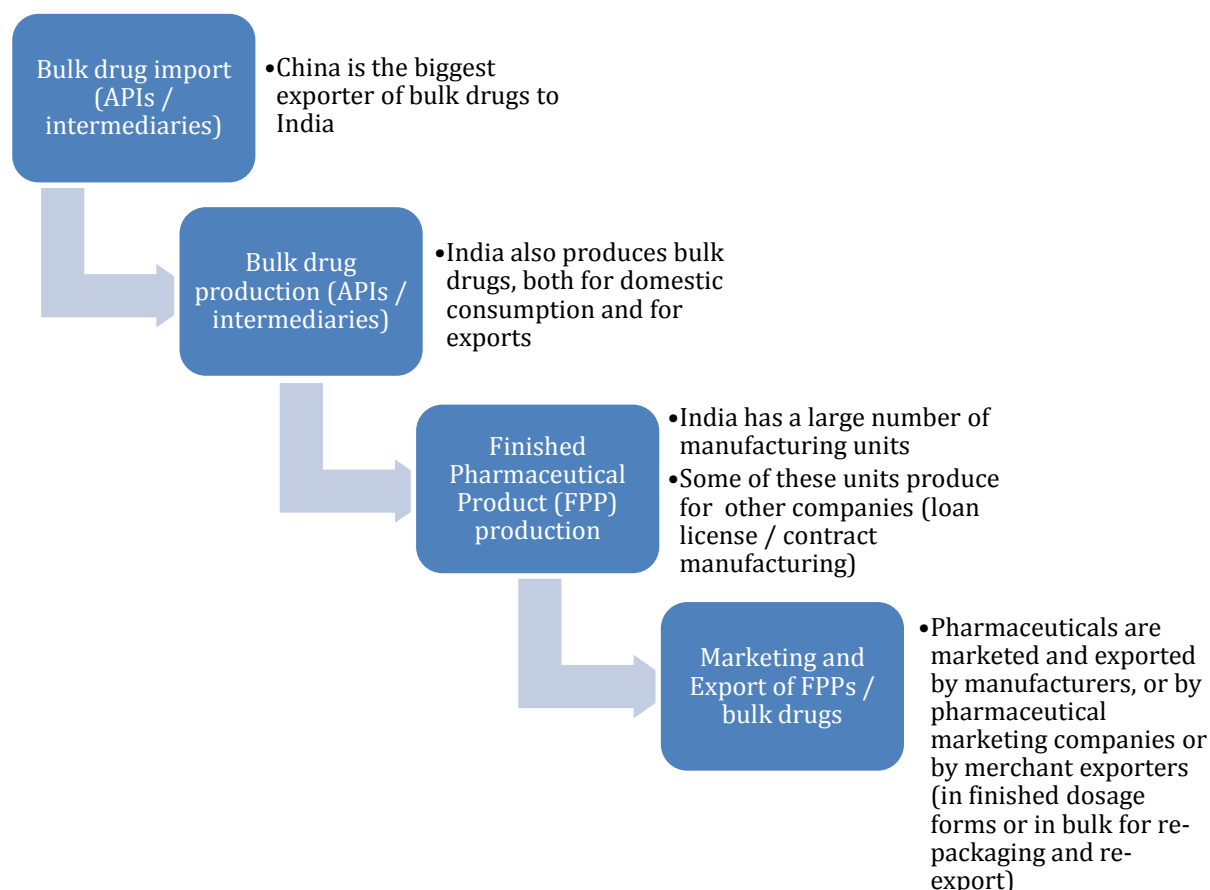 Bulk drug import
(APIs /
intermediaries)
•China is the biggest
exporter of bulk drugs to
India
Bulk drug
production (APIs /
intermediaries)
•India also produces bulk
drugs, both for domestic
consumption and for
exports
Finished
Pharmaceutical
Product (FPP)
production
•India has a large number of
manufacturing units
•Some of these units produce
for other companies (loan
license / contract
manufacturing)
Marketing and
Export of FPPs /
bulk drugs
•Pharmaceuticals are
marketed and exported
by manufacturers, or by
pharmaceutical
marketing companies or
by merchant exporters
(in finished dosage
forms or in bulk for re-
packaging and re-
export)